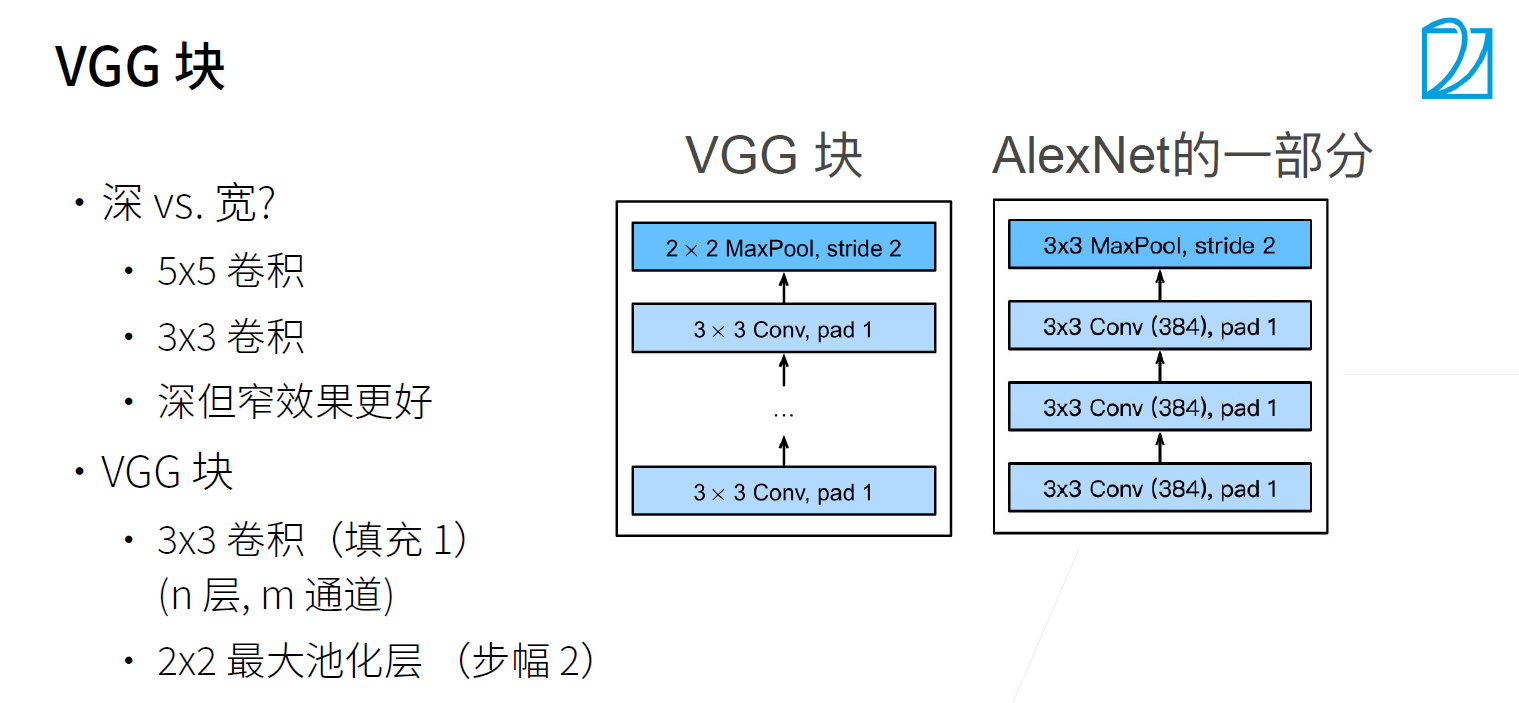 VGG 块
• 深 vs. 宽?
• 5x5 卷积
• 3x3 卷积
• 深但窄效果更好
• VGG 块
• 3x3 卷积（填充 1）
(n 层, m 通道)
• 2x2 最大池化层 （步幅 2）
VGG 块
2 × 2 MaxPool, stride 2
3 × 3 Conv, pad 1
...
3 × 3 Conv, pad 1
AlexNet的一部分
3x3 MaxPool, stride 2
3x3 Conv (384), pad 1
3x3 Conv (384), pad 1
3x3 Conv (384), pad 1